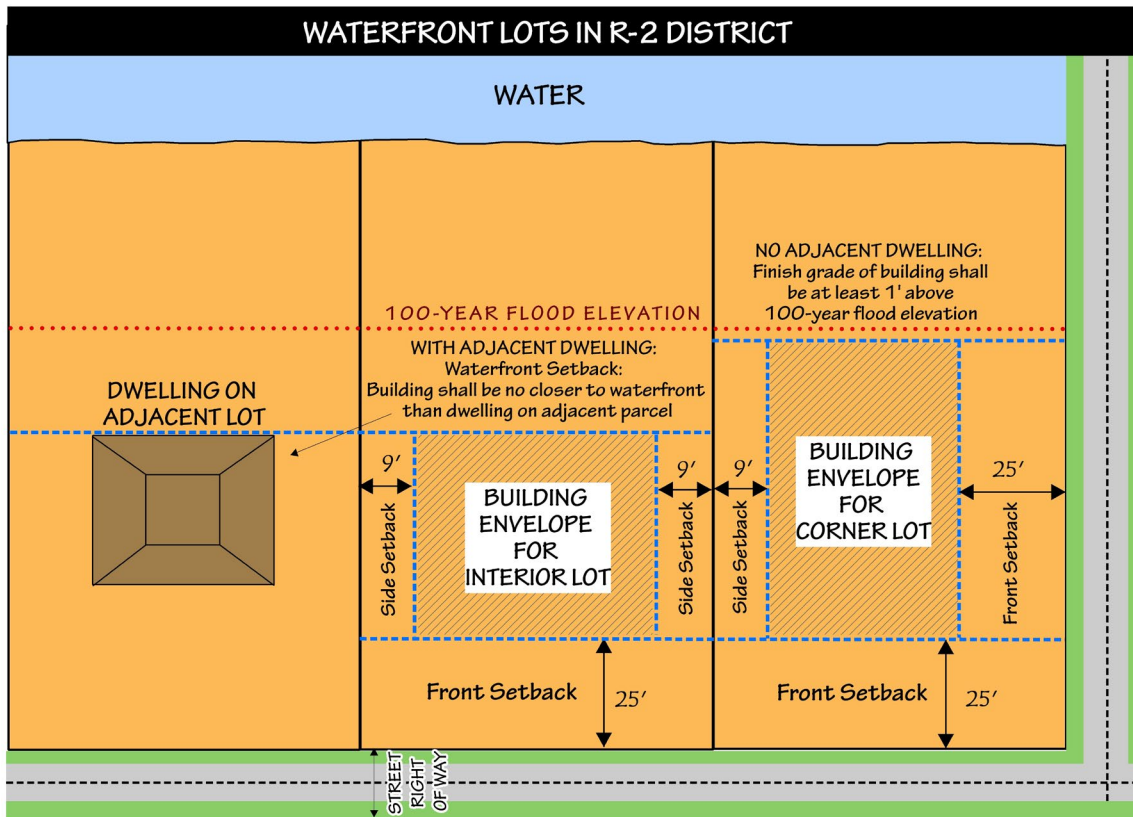 WATERFRONT LOTS IN R-2 DISTRICT
WATER
NO ADJACENT DWELLING:
Finish grade of building shall
be at least 1' above
100-year flood elevation
100-YEAR FLOOD ELEVATION
WITH ADJACENT DWELLING:
Waterfront Setback:
Building shall be no closer to waterfront
than dwelling on adjacent parcel
DWELLING ON
ADJACENT LOT
9'
Side Setback
BUILDING
ENVELOPE
FOR
INTERIOR LOT
9'
Side Setback
9'
Side Setback
BUILDING
ENVELOPE
FOR
CORNER LOT
25'
Front Setback
Front Setback
25'
Front Setback
25'
STREET
RIGHT
OF WAY